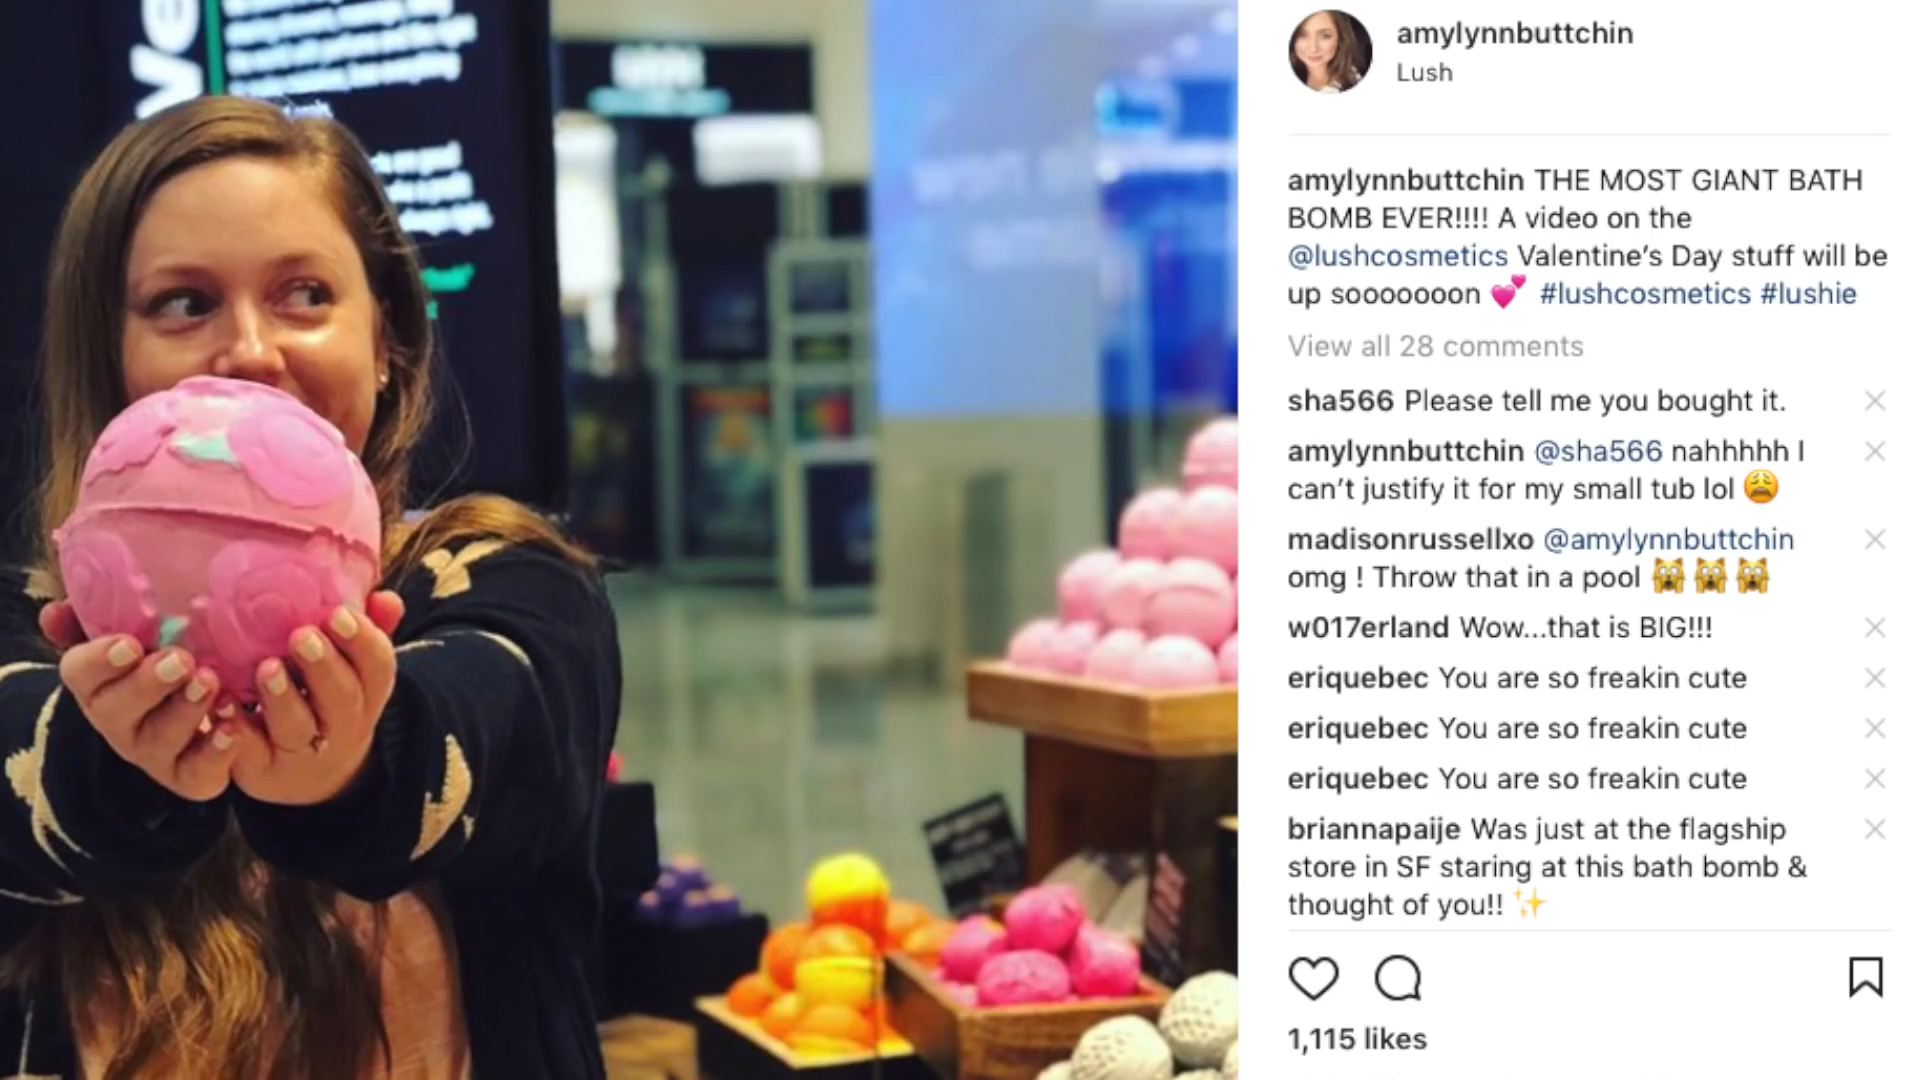 ve
amylynnbuttchin
Lush
amylynnbuttchin THE MOST GIANT BATH
BOMB EVER!!!! A video on the
@lushcosmetics Valentine’s Day stuff will be
up sooooooon 💕 #lushcosmetics #lushie
View all 28 comments
sha566 Please tell me you bought it.
amylynnbuttchin @sha566 nahhhhh I
can’t justify it for my small tub lol 😩
madisonrussellxo @amylynnbuttchin
omg ! Throw that in a pool 🙀🙀🙀
w017erland Wow...that is BIG!!!
eriquebec You are so freakin cute
eriquebec You are so freakin cute
eriquebec You are so freakin cute
briannapaije Was just at the flagship
store in SF staring at this bath bomb &
thought of you!! ✨
1,115 likes